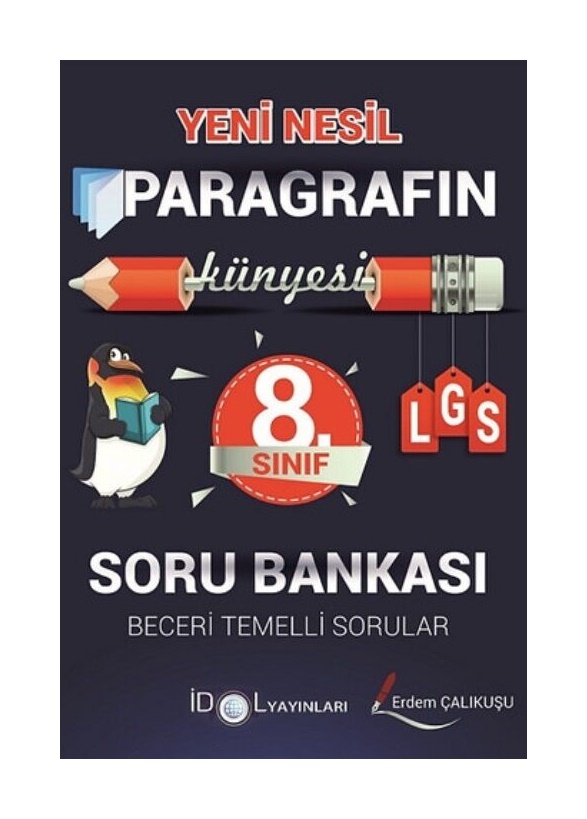 YENİ NESİL
PARAGRAFIN
künyesi
8.
SINIF
LGS
SORU BANKASI
BECERİ TEMELLİ SORULAR
İDOL YAYINLARI
Erdem ÇALIKUŞU